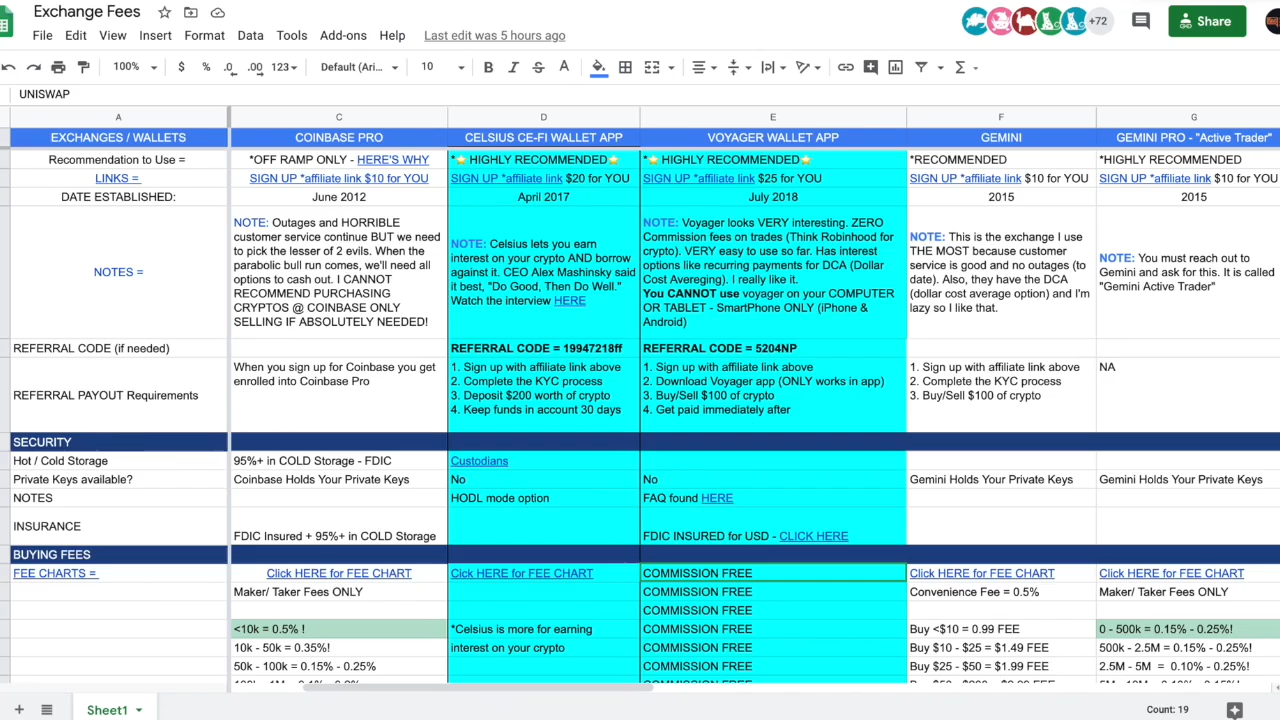 Exchange Fees
File Edit View Insert Format Data Tools Add-ons Help Last edit was 5 hours ago
+72
Share
100% $ % .0 .00 123 Default (Ari... 10 B I S A
UNISWAP
A C D E F G
EXCHANGES / WALLETS COINBASE PRO CELSIUS CE-FI WALLET APP VOYAGER WALLET APP GEMINI GEMINI PRO - "Active Trader"
Recommendation to Use = *OFF RAMP ONLY - HERE'S WHY *⭐ HIGHLY RECOMMENDED⭐ *⭐ HIGHLY RECOMMENDED⭐ *RECOMMENDED *HIGHLY RECOMMENDED
LINKS = SIGN UP *affiliate link $10 for YOU SIGN UP *affiliate link $20 for YOU SIGN UP *affiliate link $25 for YOU SIGN UP *affiliate link $10 for YOU SIGN UP *affiliate link $10 for YOU
DATE ESTABLISHED: June 2012 April 2017 July 2018 2015 2015
NOTES =
NOTE: Outages and HORRIBLE
customer service continue BUT we need
to pick the lesser of 2 evils. When the
parabolic bull run comes, we'll need all
options to cash out. I CANNOT
RECOMMEND PURCHASING
CRYPTOS @ COINBASE ONLY
SELLING IF ABSOLUTELY NEEDED!
NOTE: Celsius lets you earn
interest on your crypto AND borrow
against it. CEO Alex Mashinsky said
it best, "Do Good, Then Do Well."
Watch the interview HERE
NOTE: Voyager looks VERY interesting. ZERO
Commission fees on trades (Think Robinhood for
crypto). VERY easy to use so far. Has interest
options like recurring payments for DCA (Dollar
Cost Avereging). I really like it.
You CANNOT use voyager on your COMPUTER
OR TABLET - SmartPhone ONLY (iPhone &
Android)
NOTE: This is the exchange I use
THE MOST because customer
service is good and no outages (to
date). Also, they have the DCA
(dollar cost average option) and I'm
lazy so I like that.
NOTE: You must reach out to
Gemini and ask for this. It is called
"Gemini Active Trader"
REFERRAL CODE (if needed) REFERRAL CODE = 19947218ff REFERRAL CODE = 5204NP
REFERRAL PAYOUT Requirements
When you sign up for Coinbase you get
enrolled into Coinbase Pro
1. Sign up with affiliate link above
2. Complete the KYC process
3. Deposit $200 worth of crypto
4. Keep funds in account 30 days
1. Sign up with affiliate link above
2. Download Voyager app (ONLY works in app)
3. Buy/Sell $100 of crypto
4. Get paid immediately after
1. Sign up with affiliate link above
2. Complete the KYC process
3. Buy/Sell $100 of crypto
NA
SECURITY
Hot / Cold Storage 95%+ in COLD Storage - FDIC Custodians
Private Keys available? Coinbase Holds Your Private Keys No No Gemini Holds Your Private Keys Gemini Holds Your Private Keys
NOTES HODL mode option FAQ found HERE
INSURANCE FDIC Insured + 95%+ in COLD Storage FDIC INSURED for USD - CLICK HERE
BUYING FEES
FEE CHARTS = Click HERE for FEE CHART Cick HERE for FEE CHART COMMISSION FREE Click HERE for FEE CHART Click HERE for FEE CHART
Maker/ Taker Fees ONLY COMMISSION FREE Convenience Fee = 0.5% Maker/ Taker Fees ONLY
COMMISSION FREE
<10k = 0.5% ! *Celsius is more for earning COMMISSION FREE Buy <$10 = 0.99 FEE 0 - 500k = 0.15% - 0.25%!
10k - 50k = 0.35%! interest on your crypto COMMISSION FREE Buy $10 - $25 = $1.49 FEE 500k - 2.5M = 0.15% - 0.25%!
50k - 100k = 0.15% - 0.25% COMMISSION FREE Buy $25 - $50 = $1.99 FEE 2.5M - 5M = 0.10% - 0.25%!
COMMISSION FREE
Sheet1 Count: 19